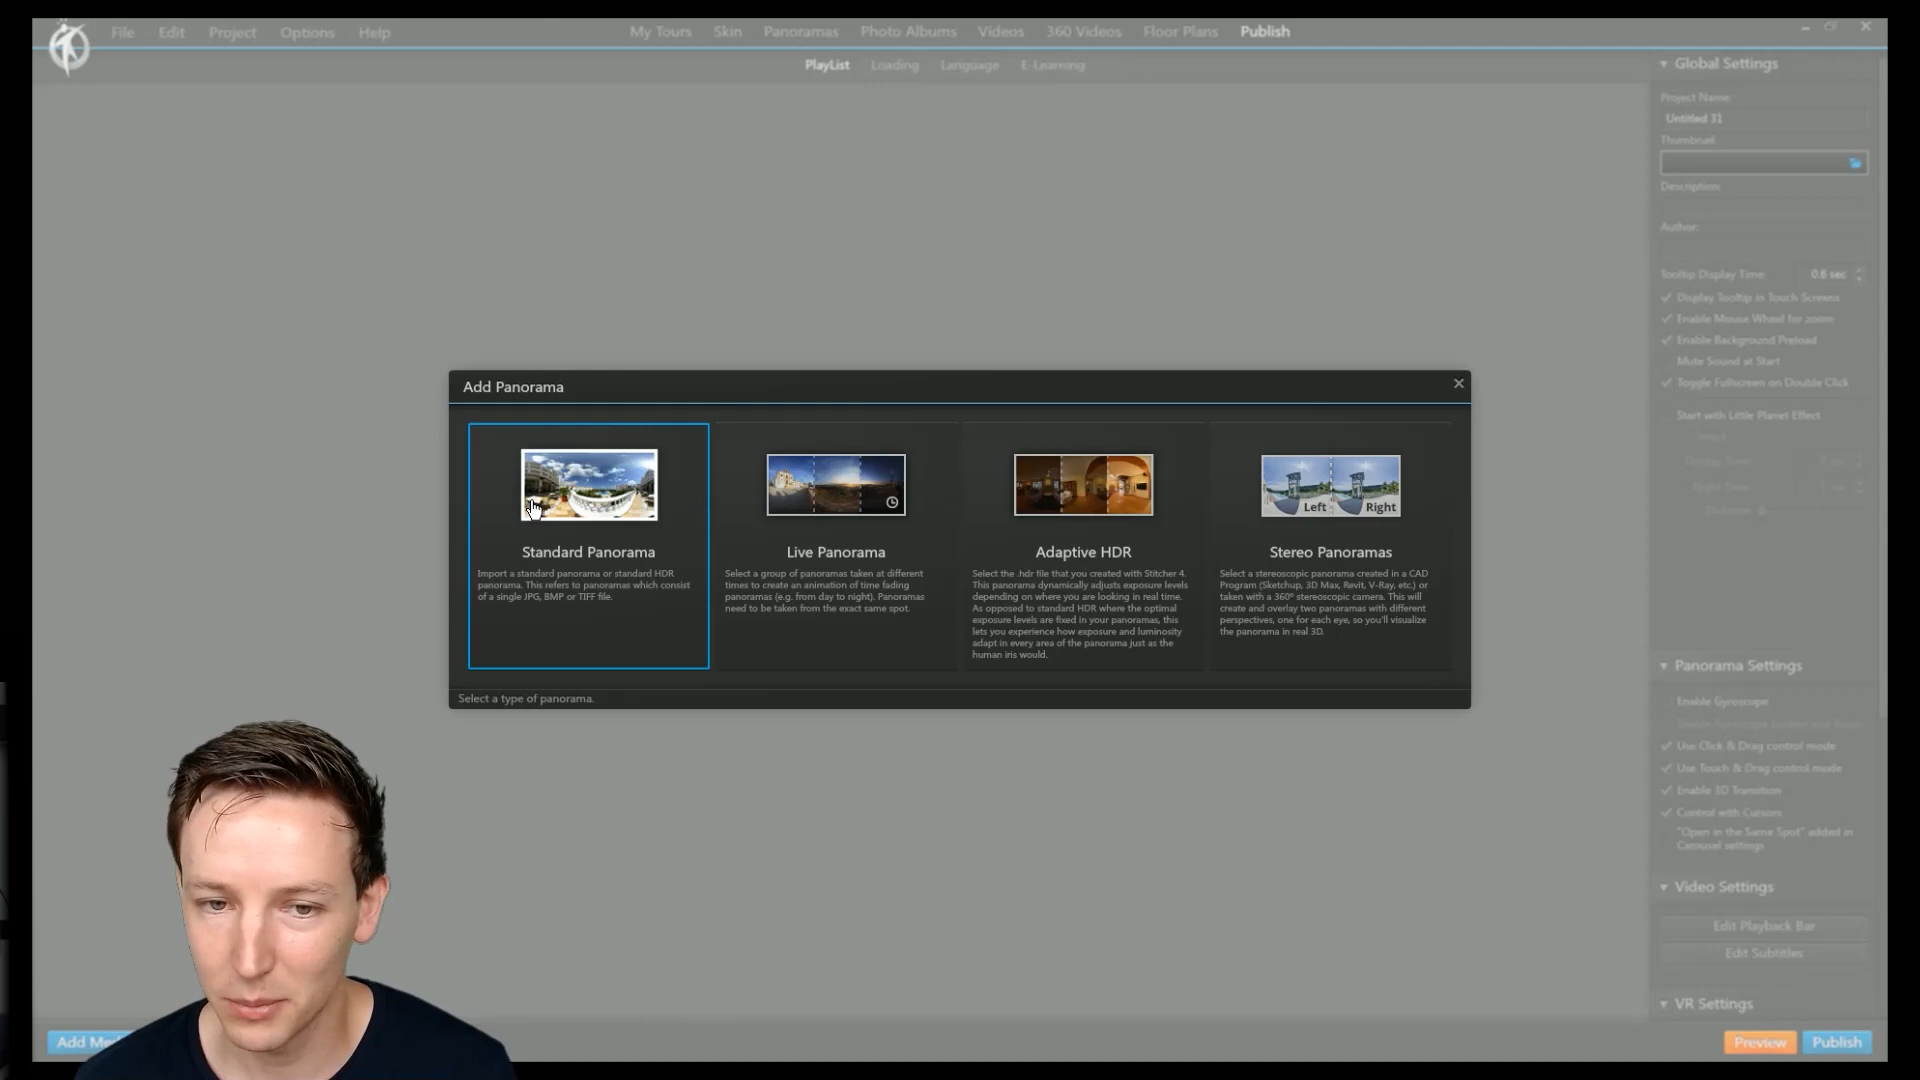 File Edit Project Options Help
My Tours Skin Panoramas Photo Albums Videos 360 Videos Floor Plans Publish
PlayList Loading Language E-Learning
Global Settings
Project Name:
Untitled 31
Thumbnail
Description:
Author:
Tooltip Display Time: 0.6 sec
Display Tooltip in Touch Screens
Enable Mouse Wheel for zoom
Enable Background Preload
Mute Sound at Start
Toggle Fullscreen on Double Click
Start with Little Planet Effect
Add Panorama
Left Right
Standard Panorama
Import a standard panorama or standard HDR
panorama. This refers to panoramas which consist
of a single JPG, BMP or TIFF file.
Live Panorama
Select a group of panoramas taken at different
times to create an animation of time fading
panoramas (e.g. from day to night). Panoramas
need to be taken from the exact same spot.
Adaptive HDR
Select the .hdr file that you created with Stitcher 4.
This panorama dynamically adjusts exposure levels
depending on where you are looking in real time.
As opposed to standard HDR where the optimal
exposure levels are fixed in your panoramas, this
lets you experience how exposure and luminosity
adapt in every area of the panorama just as the
human iris would.
Stereo Panoramas
Select a stereoscopic panorama created in a CAD
Program (Sketchup, 3D Max, Revit, V-Ray, etc.) or
taken with a 360º stereoscopic camera. This will
create and overlay two panoramas with different
perspectives, one for each eye, so you'll visualize
the panorama in real 3D.
Select a type of panorama.
Panorama Settings
Enable Gyroscope
Use Click & Drag control mode
Use Touch & Drag control mode
Enable 3D Transition
Control with Cursors
"Open in the Same Spot" added in
Carousel settings
Video Settings
Edit Playback Bar
Edit Subtitles
VR Settings
Add
Preview Publish